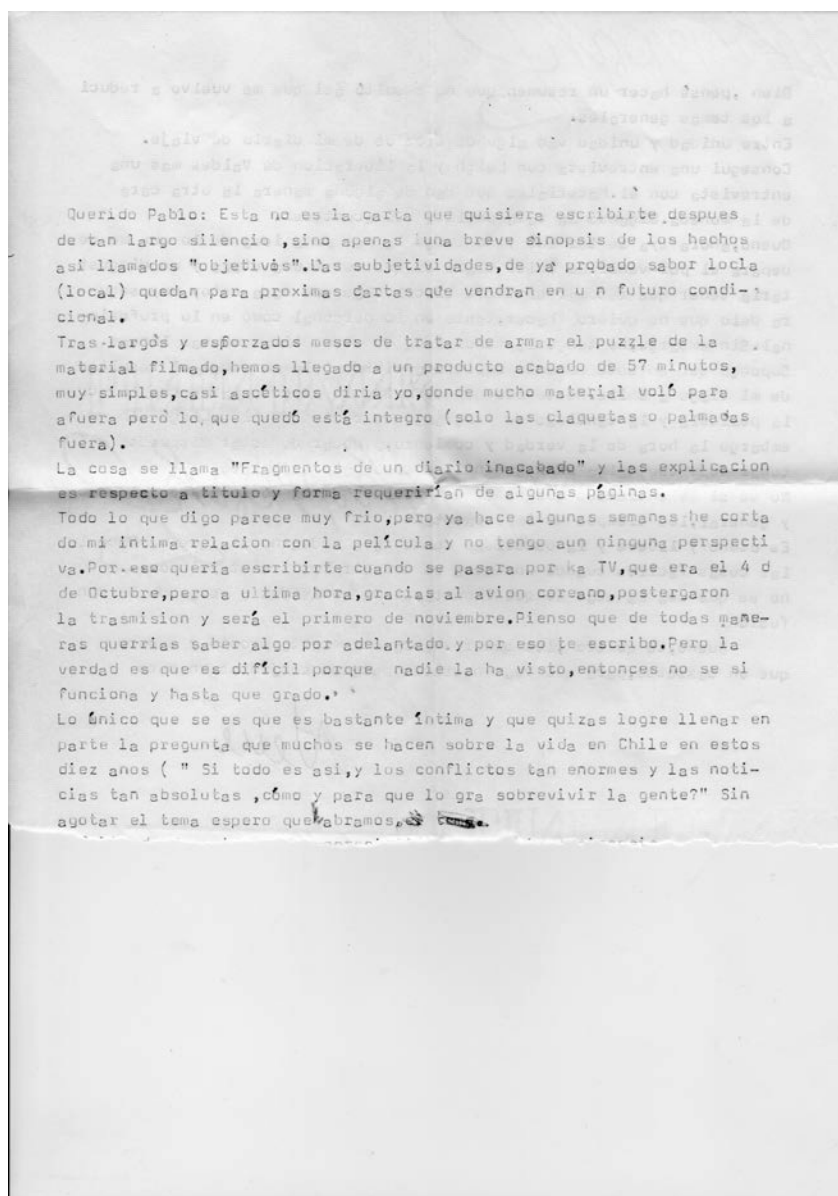 Querido Pablo: Esta no es la carta que quisiera escribirte despues
de tan largo silencio ,sino apenas una breve sinopsis de los hechos
asi llamados "objetivos".Las subjetividades,de ya probado sabor locla
(local) quedan para proximas cartas que vendran en u n futuro condi-
cional.
Tras largos y esforzados meses de tratar de armar el puzzle de la
material filmado,hemos llegado a un producto acabado de 57 minutos,
muy simples,casi ascéticos diria yo,donde mucho material voló para
afuera pero lo que quedó está integro (solo las claquetas o palmadas
fuera).
La cosa se llama "Fragmentos de un diario inacabado" y las explicacion
es respecto a titulo y forma requerirían de algunas páginas.
Todo lo que digo parece muy frio,pero ya hace algunas semanas he corta
do mi intima relacion con la película y no tengo aun ninguna perspecti
va.Por eso queria escribirte cuando se pasara por ka TV,que era el 4 d
de Octubre,pero a ultima hora,gracias al avion coreano,postergaron
la trasmision y será el primero de noviembre.Pienso que de todas mane-
ras querrias saber algo por adelantado y por eso te escribo.Pero la
verdad es que es difícil porque nadie la ha visto,entonces no se si
funciona y hasta que grado.
Lo único que se es que es bastante íntima y que quizas logre llenar en
parte la pregunta que muchos se hacen sobre la vida en Chile en estos
diez anos ( " Si todo es asi,y los conflictos tan enormes y las noti-
cias tan absolutas ,cómo y para que lo gra sobrevivir la gente?" Sin
agotar el tema espero que abramos.